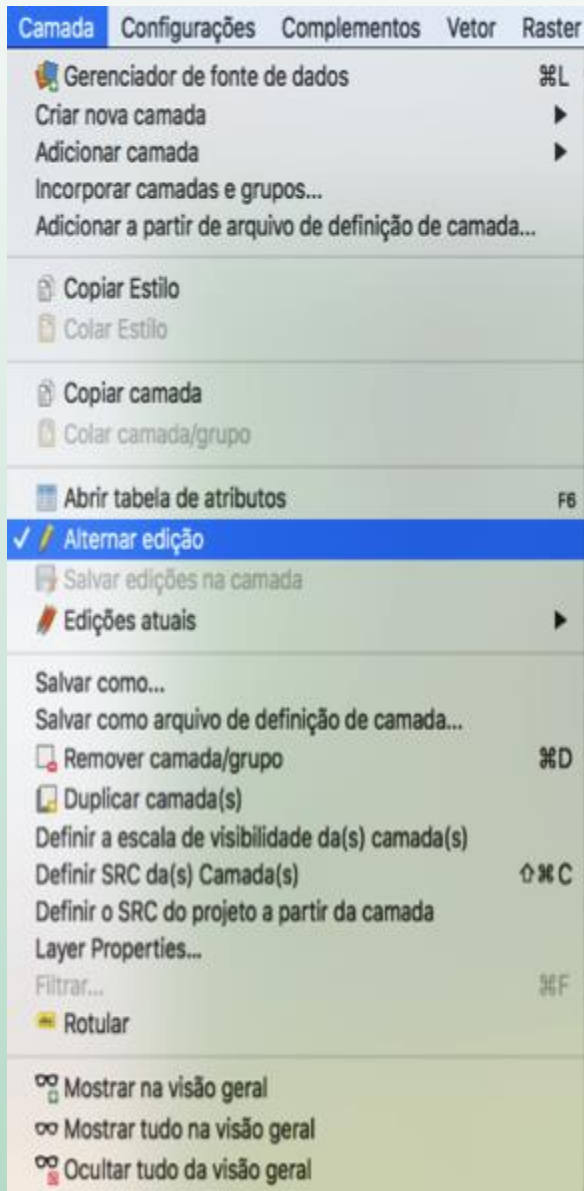 Camada Configurações Complementos Vetor Raster
Gerenciador de fonte de dados ⌘L
Criar nova camada ▶
Adicionar camada ▶
Incorporar camadas e grupos...
Adicionar a partir de arquivo de definição de camada...
Copiar Estilo
Colar Estilo
Copiar camada
Colar camada/grupo
Abrir tabela de atributos F6
✓ Alternar edição
Salvar edições na camada
Edições atuais ▶
Salvar como...
Salvar como arquivo de definição de camada...
Remover camada/grupo ⌘D
Duplicar camada(s)
Definir a escala de visibilidade da(s) camada(s)
Definir SRC da(s) Camada(s) ⇧⌘C
Definir o SRC do projeto a partir da camada
Layer Properties...
Filtrar... ⌘F
Rotular
Mostrar na visão geral
Mostrar tudo na visão geral
Ocultar tudo da visão geral